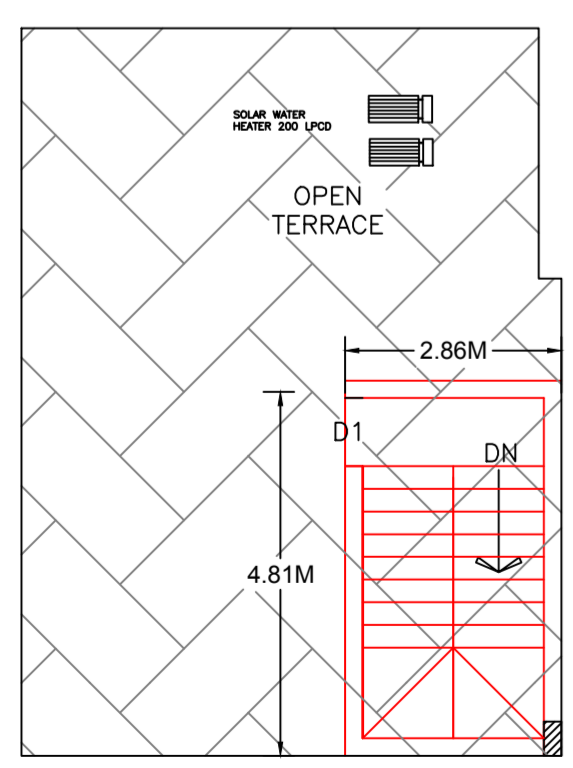 SOLAR WATER
HEATER 200 LPCD
OPEN
TERRACE
2.86M
D1
DN
4.81M